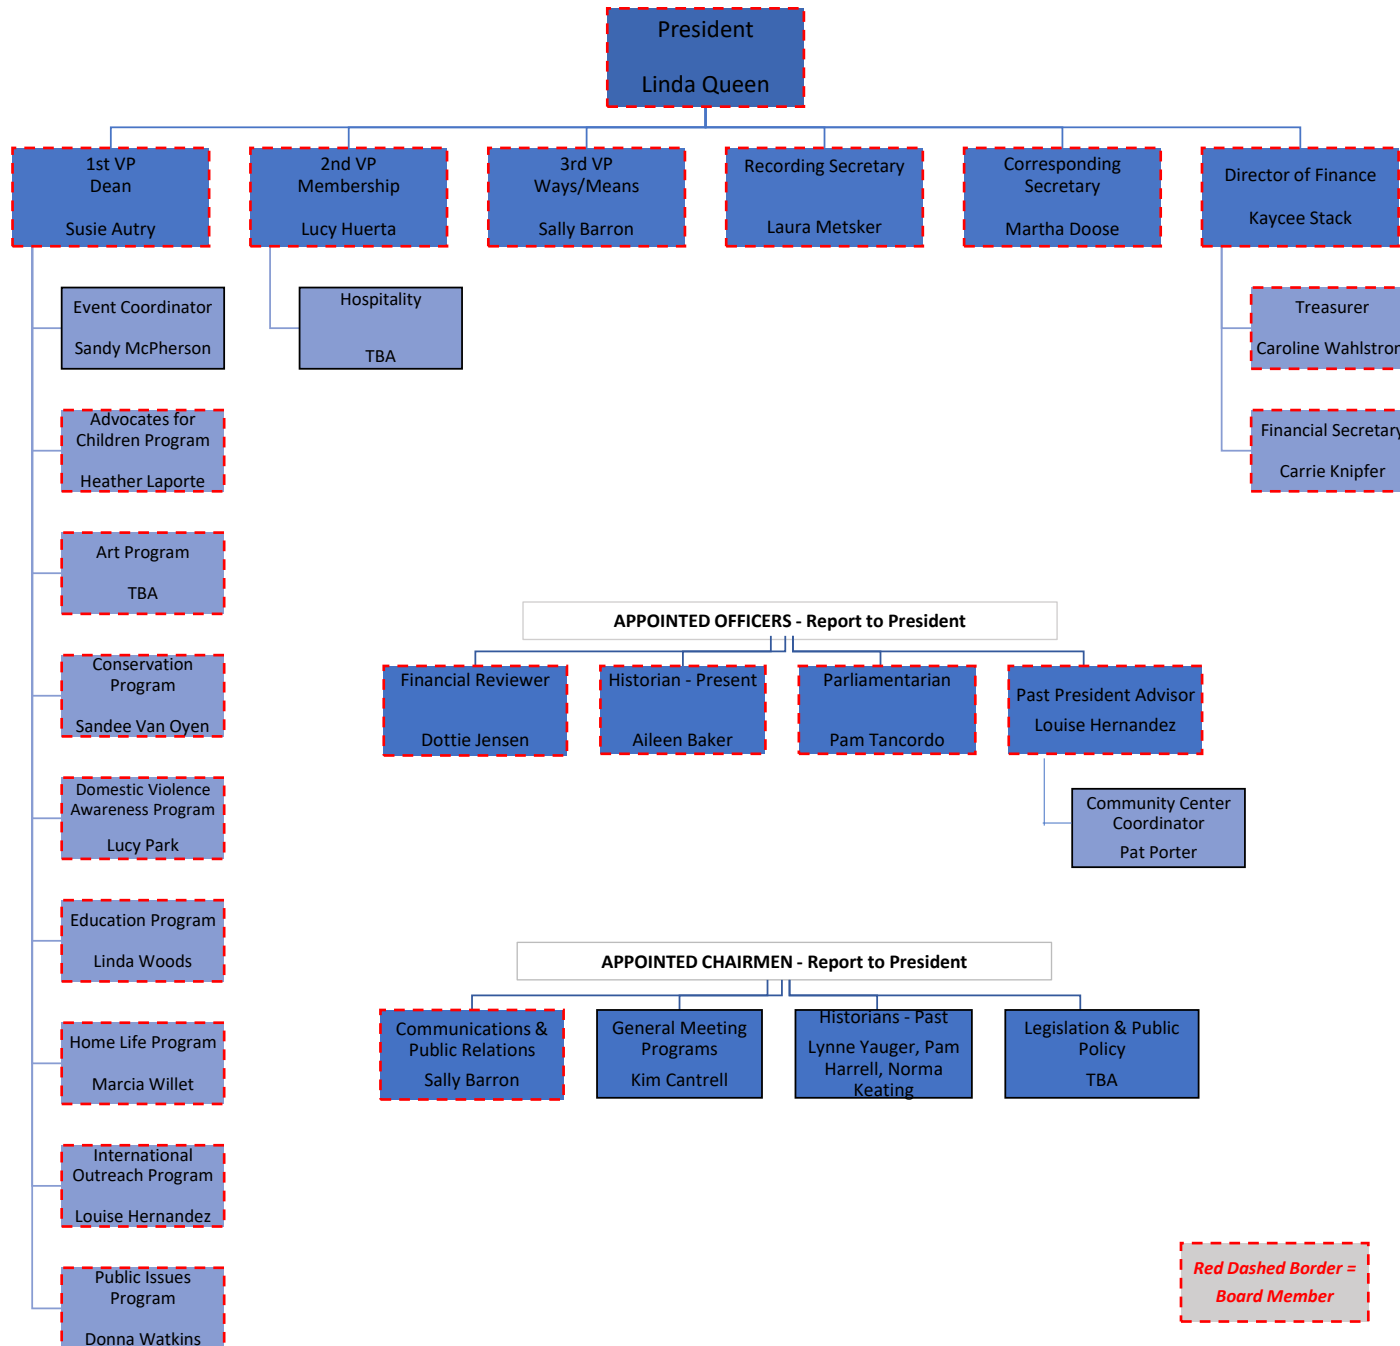 President
Linda Queen
1st VP
Dean
Susie Autry
2nd VP
Membership
Lucy Huerta
3rd VP
Ways/Means
Sally Barron
Recording Secretary
Laura Metsker
Corresponding
Secretary
Martha Doose
Director of Finance
Kaycee Stack
Event Coordinator
Sandy McPherson
Hospitality
TBA
Treasurer
Caroline Wahlstrom
Financial Secretary
Carrie Knipfer
Advocates for
Children Program
Heather Laporte
Art Program
TBA
Conservation
Program
Sandee Van Oyen
Domestic Violence
Awareness Program
Lucy Park
Education Program
Linda Woods
Home Life Program
Marcia Willet
International
Outreach Program
Louise Hernandez
Public Issues
Program
Donna Watkins
APPOINTED OFFICERS - Report to President
Financial Reviewer
Dottie Jensen
Historian - Present
Aileen Baker
Parliamentarian
Pam Tancordo
Past President Advisor
Louise Hernandez
Community Center
Coordinator
Pat Porter
APPOINTED CHAIRMEN - Report to President
Communications &
Public Relations
Sally Barron
General Meeting
Programs
Kim Cantrell
Historians - Past
Lynne Yauger, Pam
Harrell, Norma
Keating
Legislation & Public
Policy
TBA
Red Dashed Border =
Board Member